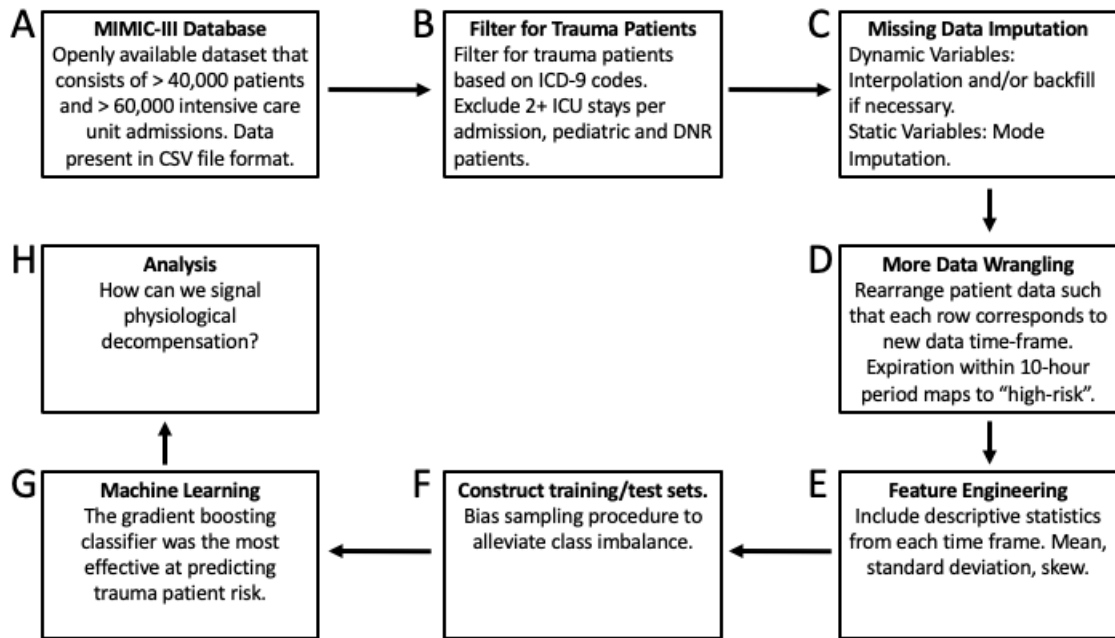 A
MIMIC-III Database
Openly available dataset that
consists of > 40,000 patients
and > 60,000 intensive care
unit admissions. Data
present in CSV file format.
B
Filter for Trauma Patients
Filter for trauma patients
based on ICD-9 codes.
Exclude 2+ ICU stays per
admission, pediatric and DNR
patients.
C
Missing Data Imputation
Dynamic Variables:
Interpolation and/or backfill
if necessary.
Static Variables: Mode
Imputation.
D
More Data Wrangling
Rearrange patient data such
that each row corresponds to
new data time-frame.
Expiration within 10-hour
period maps to “high-risk”.
E
Feature Engineering
Include descriptive statistics
from each time frame. Mean,
standard deviation, skew.
F
Construct training/test sets.
Bias sampling procedure to
alleviate class imbalance.
G
Machine Learning
The gradient boosting
classifier was the most
effective at predicting
trauma patient risk.
H
Analysis
How can we signal
physiological
decompensation?